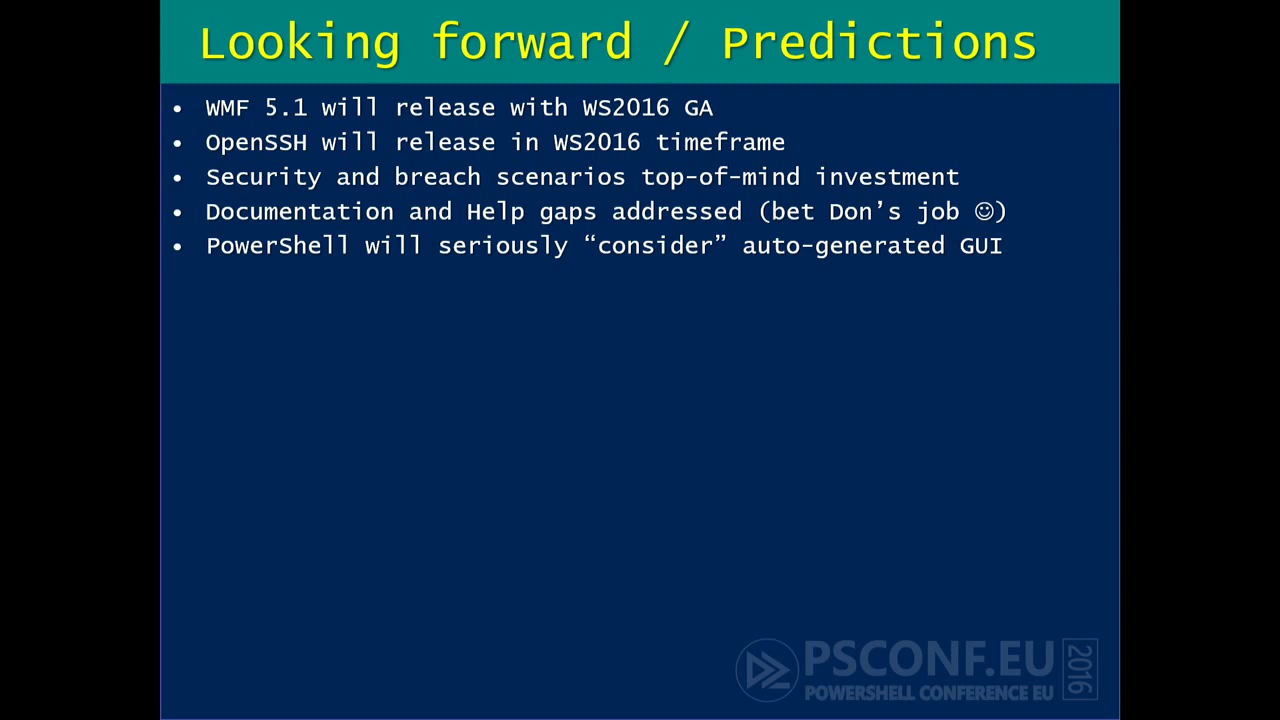 Looking forward / Predictions
• WMF 5.1 will release with WS2016 GA
• OpenSSH will release in WS2016 timeframe
• Security and breach scenarios top-of-mind investment
• Documentation and Help gaps addressed (bet Don’s job ☺)
• PowerShell will seriously “consider” auto-generated GUI
PSCONF.EU
2016
POWERSHELL CONFERENCE EU